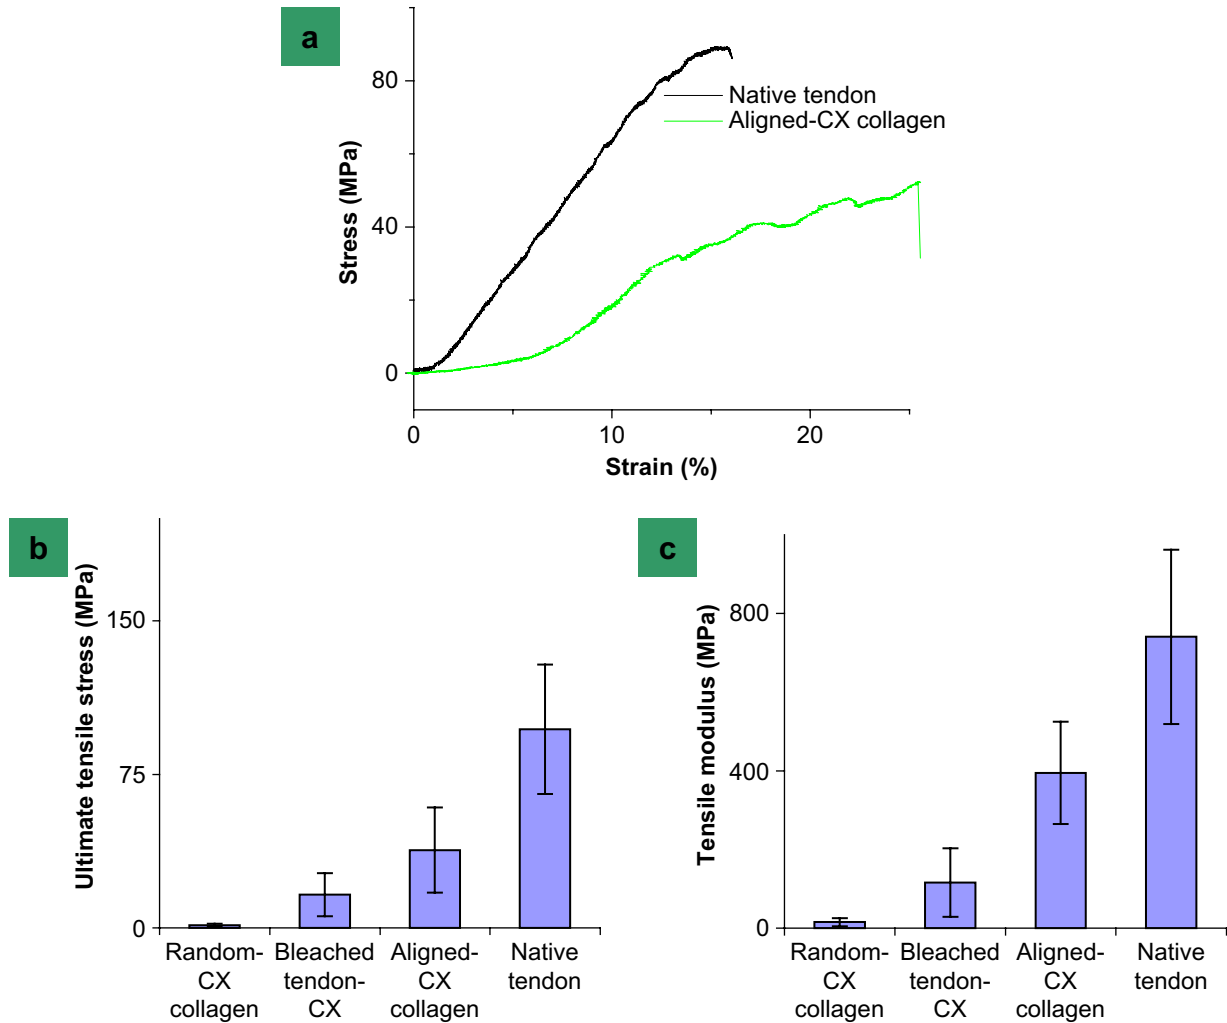 a
Stress (MPa)
80
40
0
Native tendon
Aligned-CX collagen
0
10
20
Strain (%)
b
Ultimate tensile stress (MPa)
150
75
0
Random-
CX
collagen
Bleached
tendon-
CX
Aligned-
CX
collagen
Native
tendon
c
Tensile modulus (MPa)
800
400
0
Random-
CX
collagen
Bleached
tendon-
CX
Aligned-
CX
collagen
Native
tendon